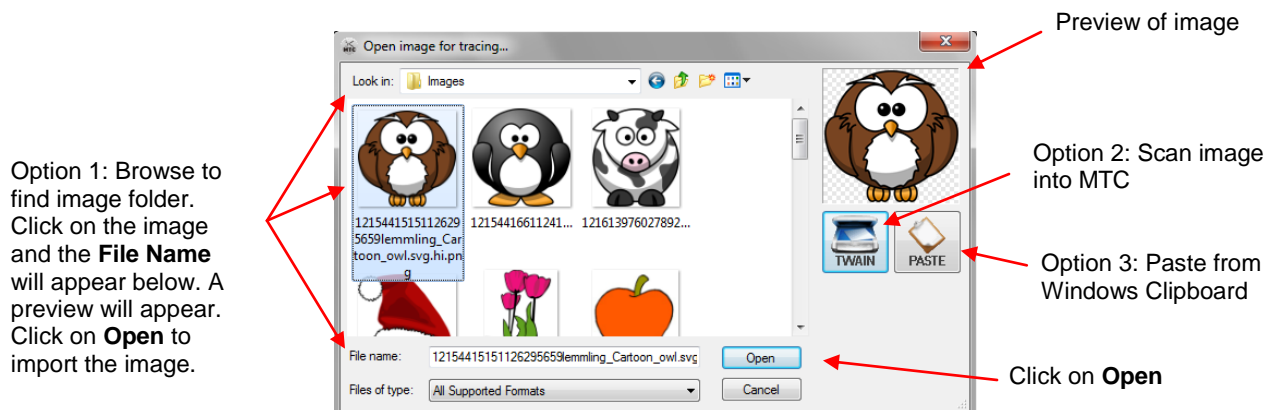 Preview of image
MTC
Open image for tracing...
Look in:
Images
Option 1: Browse to
find image folder.
Click on the image
and the File Name
will appear below. A
preview will appear.
Click on Open to
import the image.
1215441515112629
5659lemmling_Car
toon_owl.svg.hi.pn
g
12154416611241...
121613976027892...
Option 2: Scan image
into MTC
TWAIN
PASTE
Option 3: Paste from
Windows Clipboard
File name:
12154415151126295659lemmling_Cartoon_owl.svg
Open
Files of type:
All Supported Formats
Cancel
Click on Open